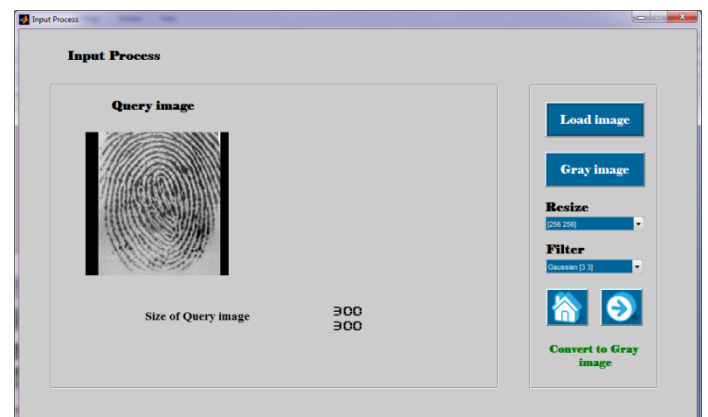 Input Process
Input Process
Query image
Size of Query image
300
300
Load image
Gray image
Resize
[256 256]
Filter
Gaussian [3 3]
Convert to Gray
image